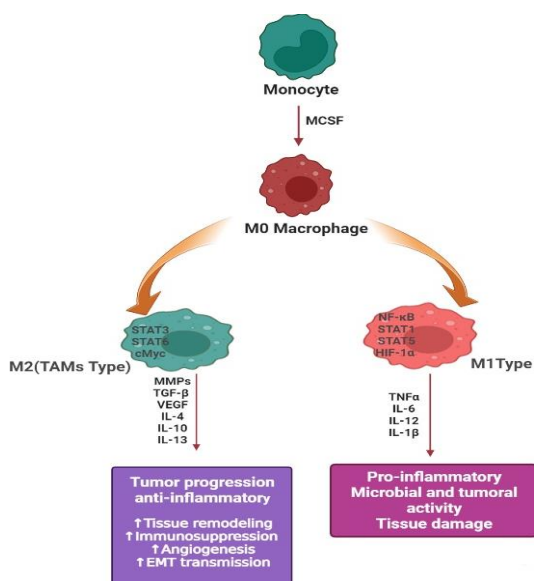 Monocyte
MCSF
M0 Macrophage
STAT3
STAT6
cMyc
M2(TAMs Type)
MMPs
TGF-β
VEGF
IL-4
IL-10
IL-13
Tumor progression
anti-inflammatory
↑Tissue remodeling
↑Immunosuppression
↑Angiogenesis
↑EMT transmission
NF-κB
STAT1
STAT5
HIF-1α
M1Type
TNFα
IL-6
IL-12
IL-1β
Pro-inflammatory
Microbial and tumoral
activity
Tissue damage